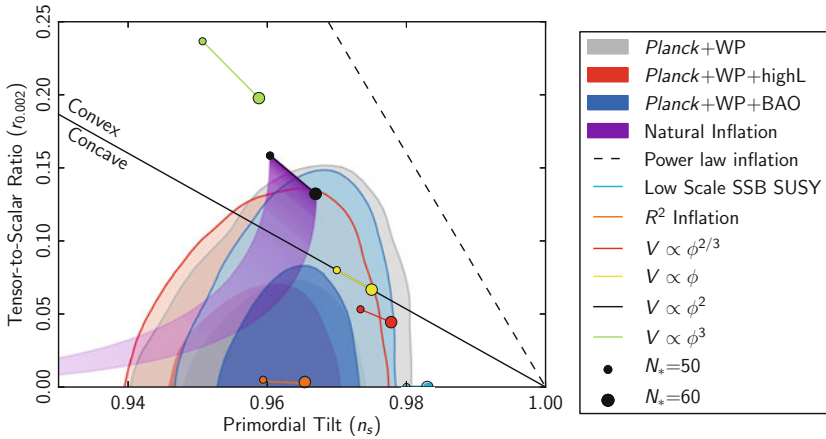 0.25
0.20
0.15
0.10
0.05
0.00
Tensor-to-Scalar Ratio (r0.002)
Convex
Concave
0.94
0.96
0.98
1.00
Primordial Tilt (ns)
Planck+WP
Planck+WP+highL
Planck+WP+BAO
Natural Inflation
Power law inflation
Low Scale SSB SUSY
R² Inflation
V ∝ ϕ^2/3
V ∝ ϕ
V ∝ ϕ²
V ∝ ϕ³
N*=50
N*=60